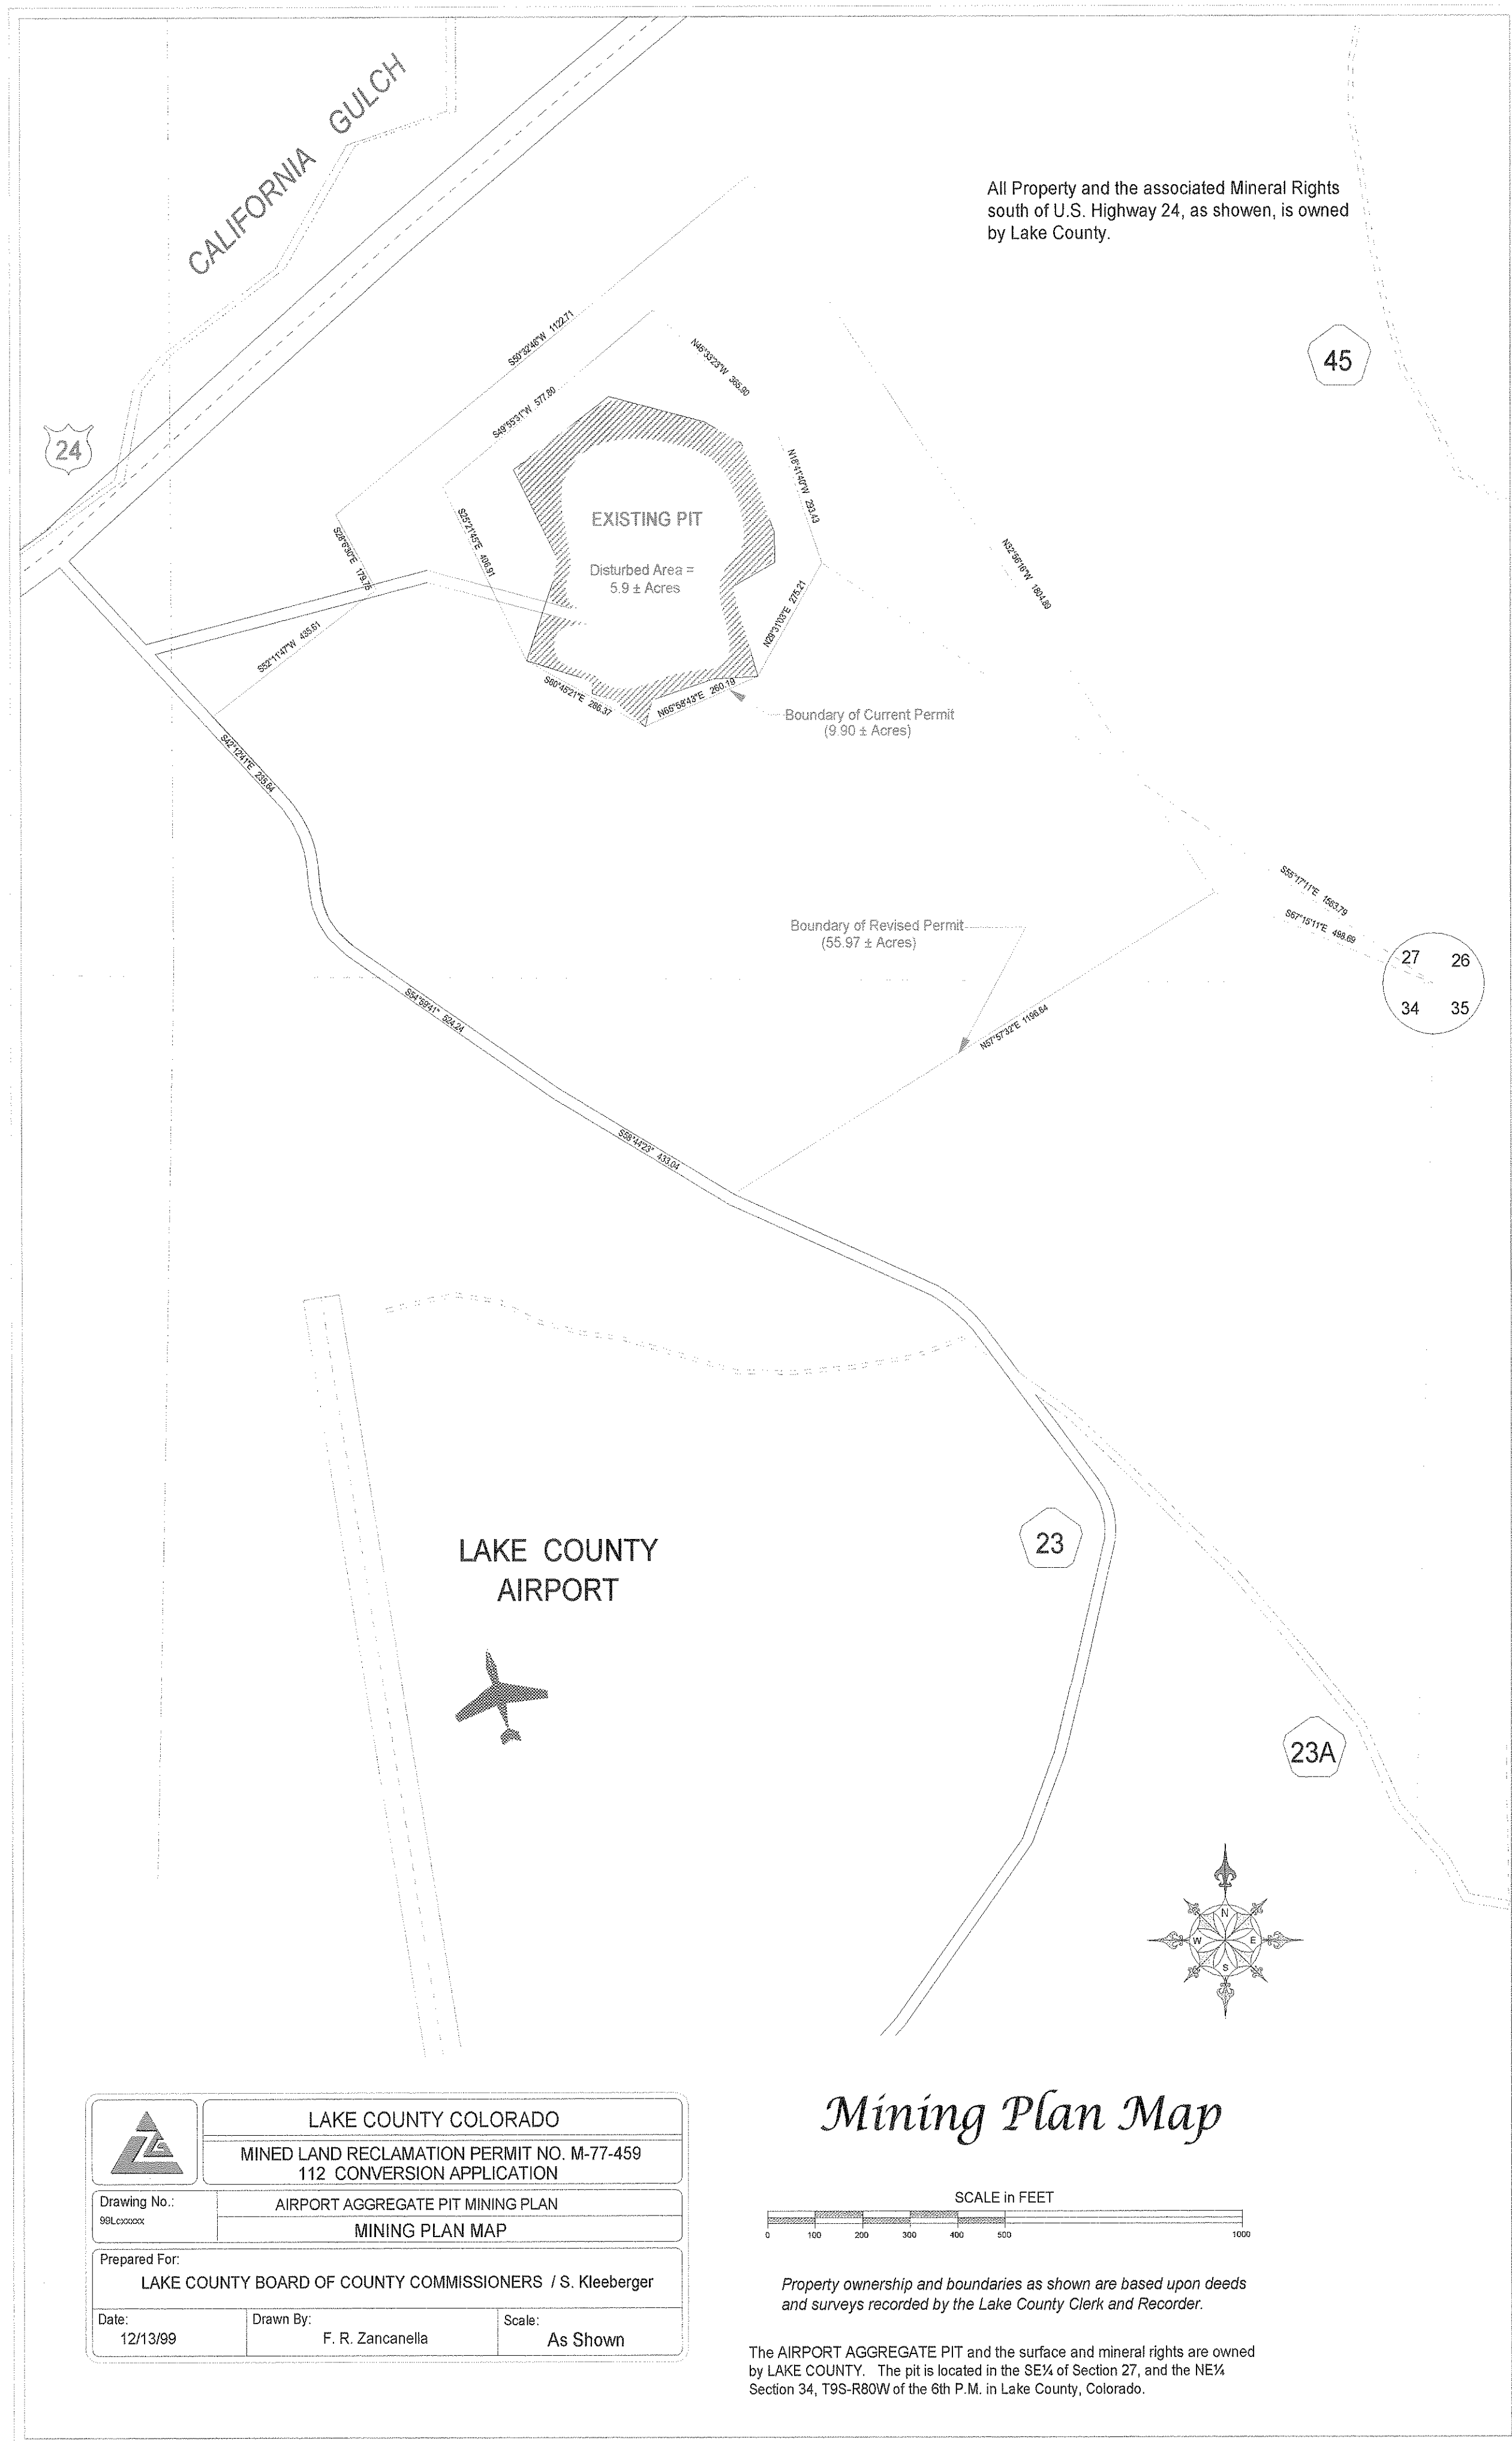 CALIFORNIA GULCH
All Property and the associated Mineral Rights
south of U.S. Highway 24, as showen, is owned
by Lake County.
45
24
S50°32'46"W 1122.71
N46°33'23"W 365.90
S49°55'31"W 577.80
N16°41'40"W 293.43
S28°6'30"E 179.75
S25°21'45"E 406.91
EXISTING PIT
Disturbed Area =
5.9 ± Acres
N32°56'16"W 1804.89
N29°31'03"E 275.21
S52°11'47"W 435.61
S60°45'21"E 286.37
N65°58'43"E 260.19
Boundary of Current Permit
(9.90 ± Acres)
S42°12'41"E 235.64
S55°17'11"E 1563.79
S67°15'11"E 498.69
Boundary of Revised Permit
(55.97 ± Acres)
27 26
34 35
S54°59'41" 524.24
N57°57'32"E 1196.64
S58°44'23" 433.04
LAKE COUNTY
AIRPORT
23
23A
N
W E
S
Mining Plan Map
LAKE COUNTY COLORADO
MINED LAND RECLAMATION PERMIT NO. M-77-459
112 CONVERSION APPLICATION
Drawing No.:
99Lcxxxxx
AIRPORT AGGREGATE PIT MINING PLAN
MINING PLAN MAP
Prepared For:
LAKE COUNTY BOARD OF COUNTY COMMISSIONERS / S. Kleeberger
Date:
12/13/99
Drawn By:
F. R. Zancanella
Scale:
As Shown
SCALE in FEET
0 100 200 300 400 500 1000
Property ownership and boundaries as shown are based upon deeds
and surveys recorded by the Lake County Clerk and Recorder.
The AIRPORT AGGREGATE PIT and the surface and mineral rights are owned
by LAKE COUNTY. The pit is located in the SE¼ of Section 27, and the NE¼
Section 34, T9S-R80W of the 6th P.M. in Lake County, Colorado.